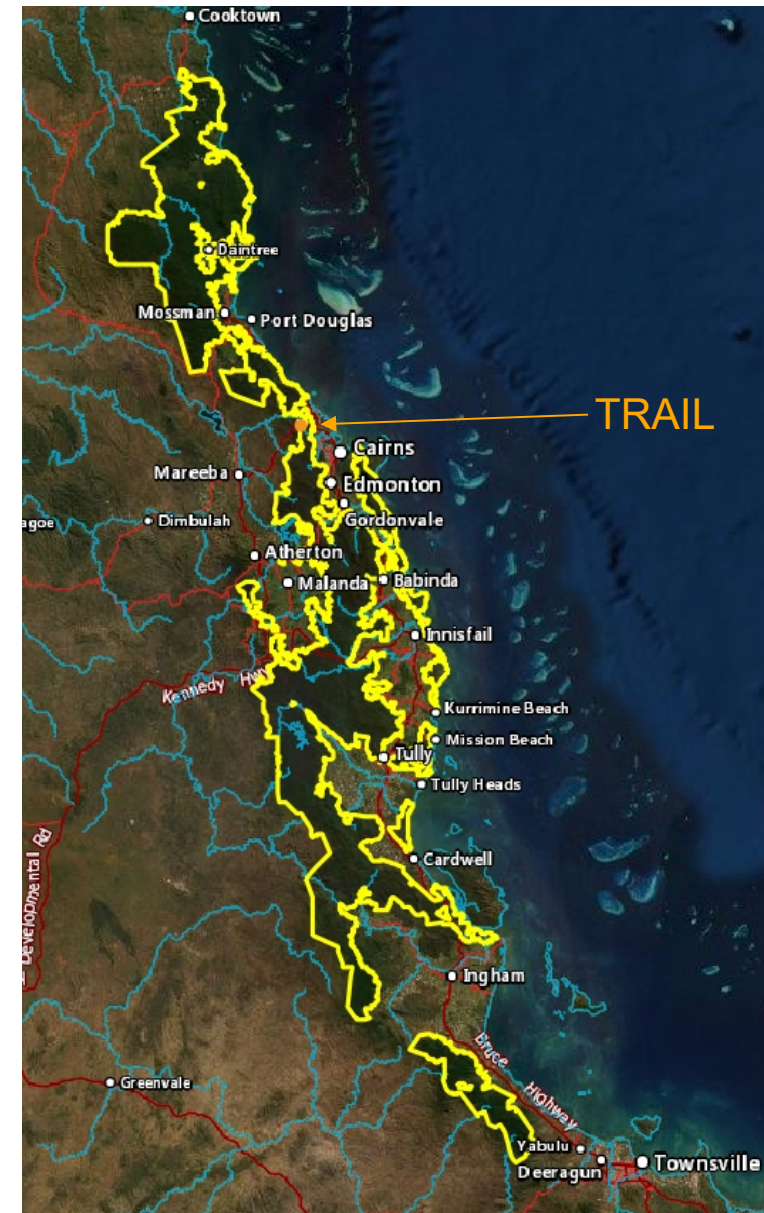 Cooktown
Daintree
Mossman
Port Douglas
TRAIL
Cairns
Mareeba
Edmonton
agoe
Dimbulah
Gordonvale
Atherton
Malanda
Babinda
Innisfail
Kennedy Hwy
Kurrimine Beach
Mission Beach
Tully
Tully Heads
Developmental Rd
Cardwell
Ingham
Bruce Highway
Greenvale
Yabulu
Deeragun
Townsville